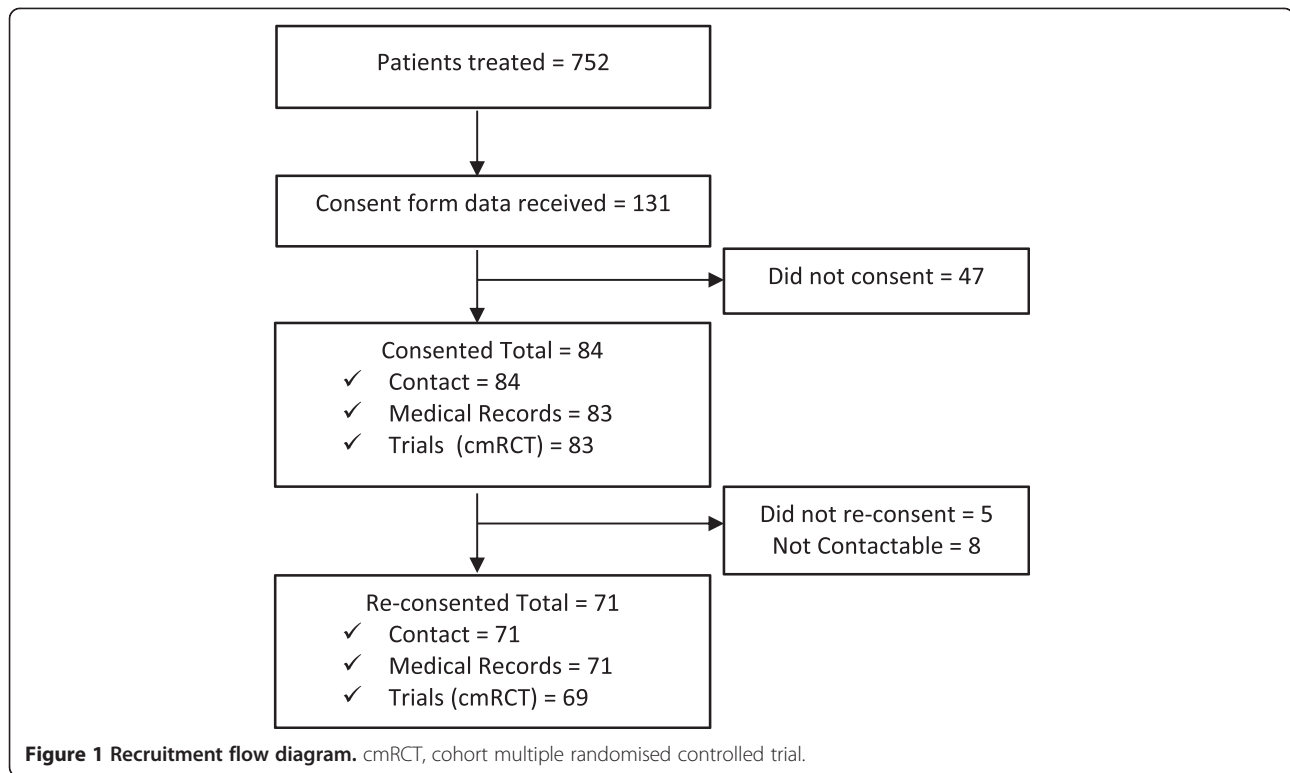 Patients treated = 752
Consent form data received = 131
Did not consent = 47
Consented Total = 84
✓ Contact = 84
✓ Medical Records = 83
✓ Trials (cmRCT) = 83
Did not re-consent = 5
Not Contactable = 8
Re-consented Total = 71
✓ Contact = 71
✓ Medical Records = 71
✓ Trials (cmRCT) = 69
Figure 1 Recruitment flow diagram. cmRCT, cohort multiple randomised controlled trial.